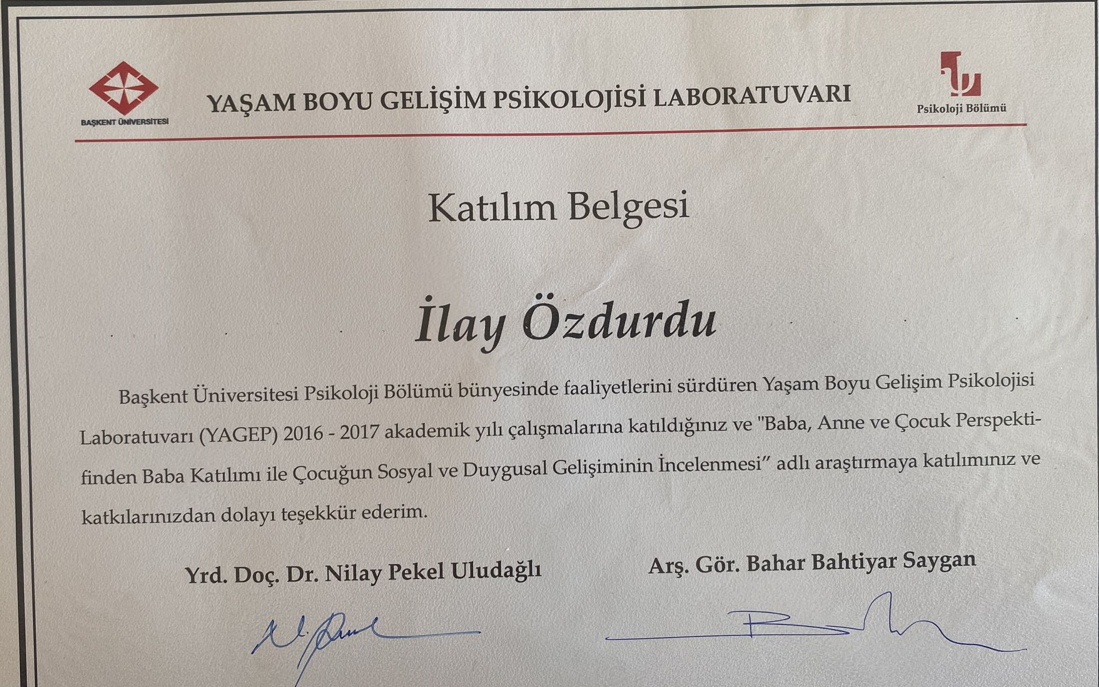 BAŞKENT ÜNİVERSİTESİ
YAŞAM BOYU GELİŞİM PSİKOLOJİSİ LABORATUVARI
Psikoloji Bölümü
Katılım Belgesi
İlay Özdurdu
Başkent Üniversitesi Psikoloji Bölümü bünyesinde faaliyetlerini sürdüren Yaşam Boyu Gelişim Psikolojisi
Laboratuvarı (YAGEP) 2016 - 2017 akademik yılı çalışmalarına katıldığınız ve "Baba, Anne ve Çocuk Perspekti-
finden Baba Katılımı ile Çocuğun Sosyal ve Duygusal Gelişiminin İncelenmesi” adlı araştırmaya katılımınız ve
katkılarınızdan dolayı teşekkür ederim.
Yrd. Doç. Dr. Nilay Pekel Uludağlı
Arş. Gör. Bahar Bahtiyar Saygan